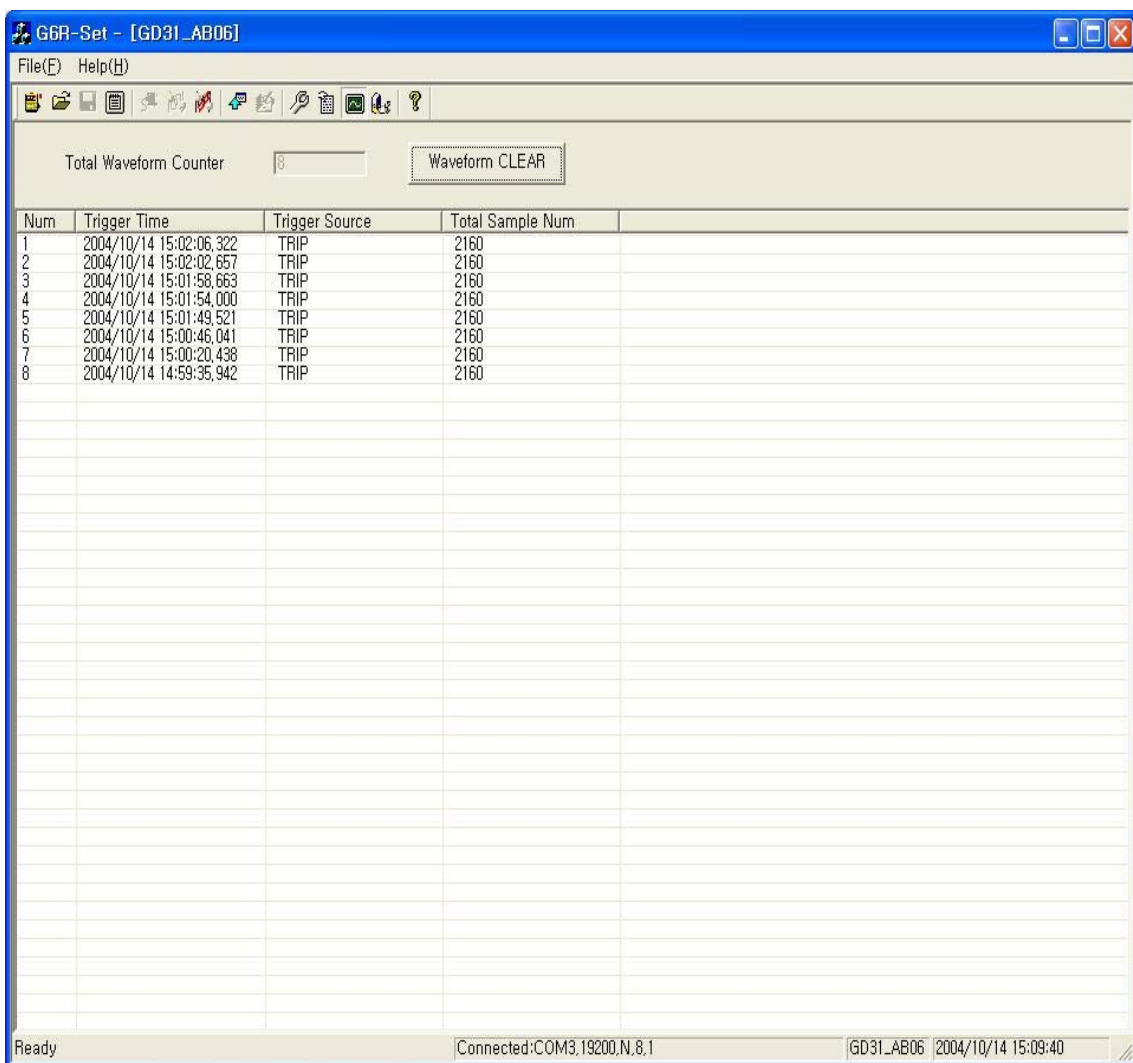 G6R-Set - [GD31_AB06]
File(F) Help(H)
Total Waveform Counter 8 Waveform CLEAR
Num Trigger Time Trigger Source Total Sample Num
1 2004/10/14 15:02:06,322 TRIP 2160
2 2004/10/14 15:02:02,657 TRIP 2160
3 2004/10/14 15:01:58,663 TRIP 2160
4 2004/10/14 15:01:54,000 TRIP 2160
5 2004/10/14 15:01:49,521 TRIP 2160
6 2004/10/14 15:00:46,041 TRIP 2160
7 2004/10/14 15:00:20,438 TRIP 2160
8 2004/10/14 14:59:35,942 TRIP 2160
Ready Connected:COM3,19200,N,8,1 GD31_AB06 2004/10/14 15:09:40